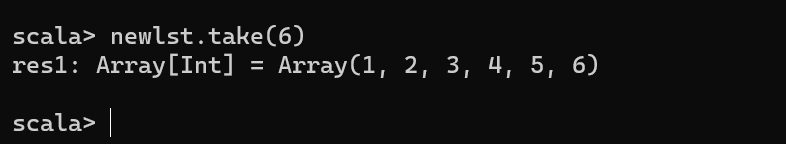 scala> newlst.take(6)
res1: Array[Int] = Array(1, 2, 3, 4, 5, 6)
scala>